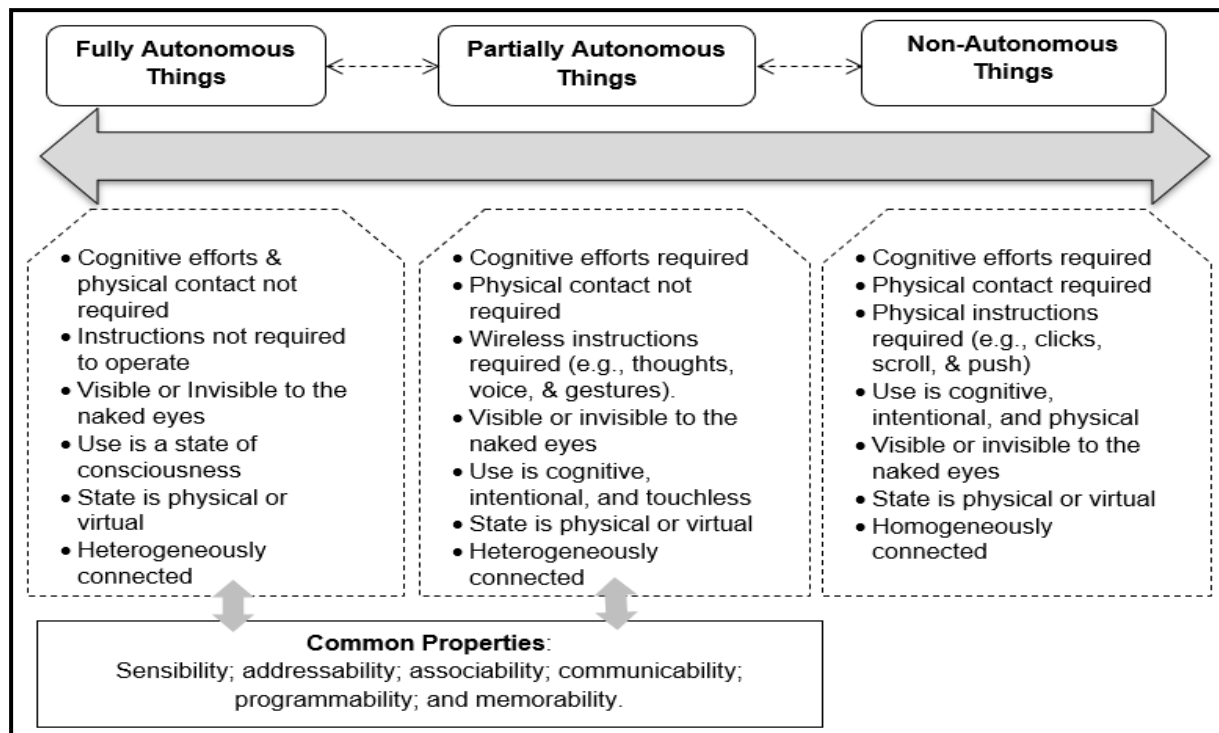 Fully Autonomous
Things
Partially Autonomous
Things
Non-Autonomous
Things
• Cognitive efforts &
physical contact not
required
• Instructions not required
to operate
• Visible or Invisible to the
naked eyes
• Use is a state of
consciousness
• State is physical or
virtual
• Heterogeneously
connected
• Cognitive efforts required
• Physical contact not
required
• Wireless instructions
required (e.g., thoughts,
voice, & gestures).
• Visible or invisible to the
naked eyes
• Use is cognitive,
intentional, and touchless
• State is physical or virtual
• Heterogeneously
connected
• Cognitive efforts required
• Physical contact required
• Physical instructions
required (e.g., clicks,
scroll, & push)
• Use is cognitive,
intentional, and physical
• Visible or invisible to the
naked eyes
• State is physical or virtual
• Homogeneously
connected
Common Properties:
Sensibility; addressability; associability; communicability;
programmability; and memorability.